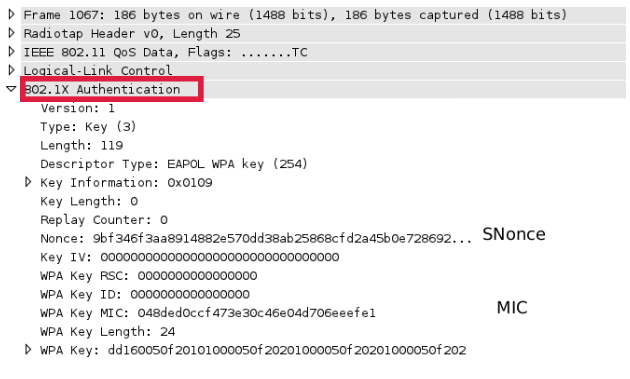 Frame 1067: 186 bytes on wire (1488 bits), 186 bytes captured (1488 bits)
Radiotap Header v0, Length 25
IEEE 802.11 QoS Data, Flags: .......TC
Logical-Link Control
802.1X Authentication
Version: 1
Type: Key (3)
Length: 119
Descriptor Type: EAPOL WPA key (254)
Key Information: 0x0109
Key Length: 0
Replay Counter: 0
Nonce: 9bf346f3aa8914882e570dd38ab25868cfd2a45b0e728692... SNonce
Key IV: 00000000000000000000000000000000
WPA Key RSC: 0000000000000000
WPA Key ID: 0000000000000000
WPA Key MIC: 048ded0ccf473e30c46e04d706eeefe1 MIC
WPA Key Length: 24
WPA Key: dd160050f20101000050f20201000050f20201000050f202